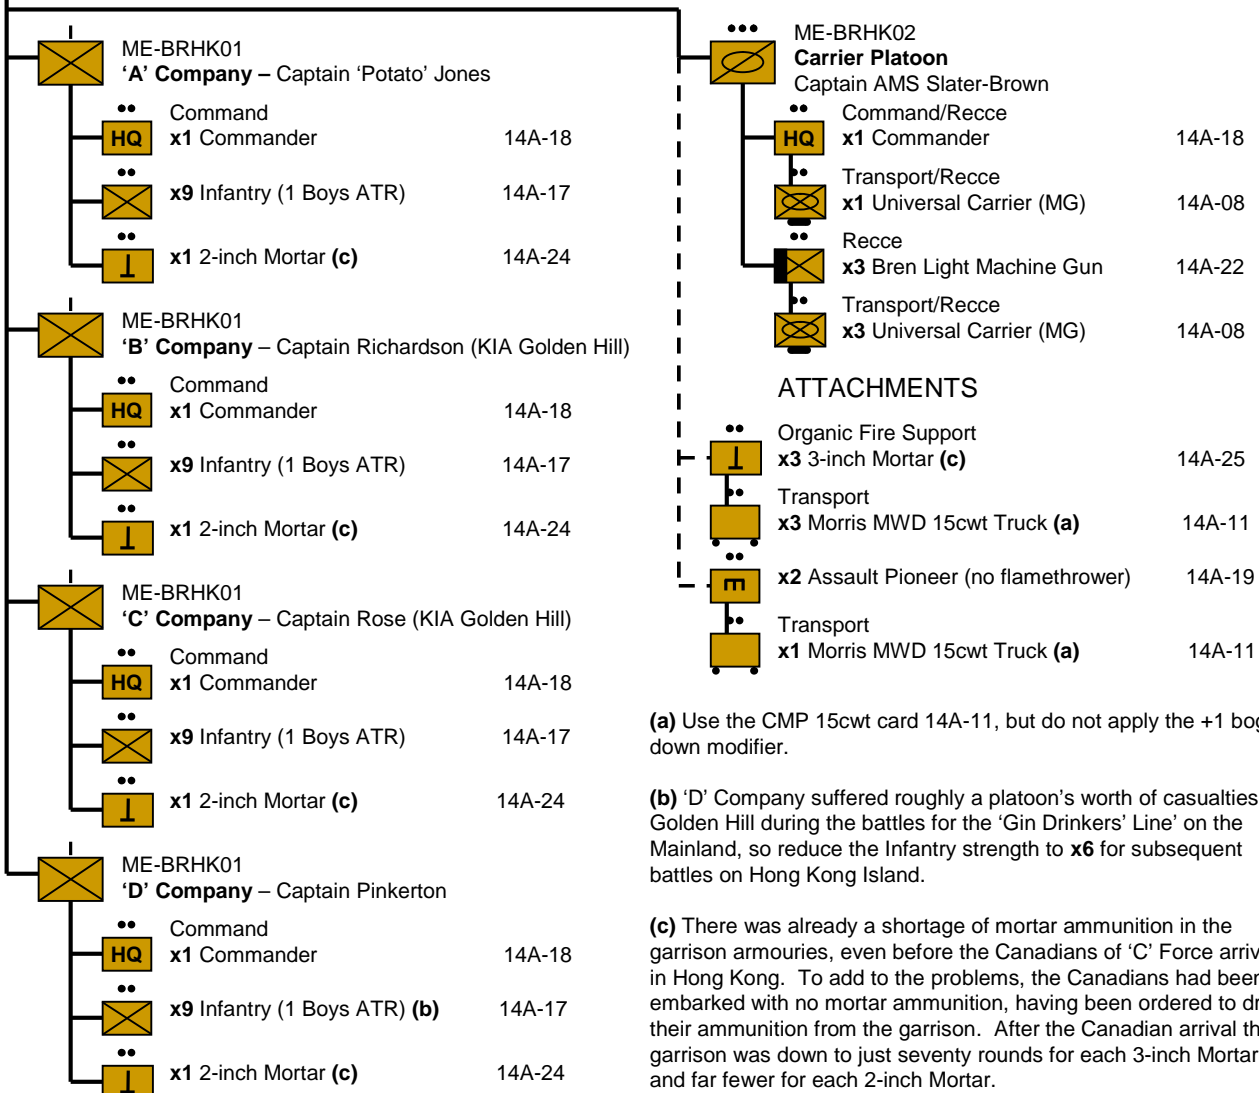 ME-BRHK01
‘A’ Company – Captain ‘Potato’ Jones
Command
HQ x1 Commander 14A-18
x9 Infantry (1 Boys ATR) 14A-17
x1 2-inch Mortar (c) 14A-24
ME-BRHK01
‘B’ Company – Captain Richardson (KIA Golden Hill)
Command
HQ x1 Commander 14A-18
x9 Infantry (1 Boys ATR) 14A-17
x1 2-inch Mortar (c) 14A-24
ME-BRHK01
‘C’ Company – Captain Rose (KIA Golden Hill)
Command
HQ x1 Commander 14A-18
x9 Infantry (1 Boys ATR) 14A-17
x1 2-inch Mortar (c) 14A-24
ME-BRHK01
‘D’ Company – Captain Pinkerton
Command
HQ x1 Commander 14A-18
x9 Infantry (1 Boys ATR) (b) 14A-17
x1 2-inch Mortar (c) 14A-24
ME-BRHK02
Carrier Platoon
Captain AMS Slater-Brown
Command/Recce
HQ x1 Commander 14A-18
Transport/Recce
x1 Universal Carrier (MG) 14A-08
Recce
x3 Bren Light Machine Gun 14A-22
Transport/Recce
x3 Universal Carrier (MG) 14A-08
ATTACHMENTS
Organic Fire Support
x3 3-inch Mortar (c) 14A-25
Transport
x3 Morris MWD 15cwt Truck (a) 14A-11
x2 Assault Pioneer (no flamethrower) 14A-19
Transport
x1 Morris MWD 15cwt Truck (a) 14A-11
(a) Use the CMP 15cwt card 14A-11, but do not apply the +1 bog
down modifier.
(b) ‘D’ Company suffered roughly a platoon’s worth of casualties
Golden Hill during the battles for the ‘Gin Drinkers’ Line’ on the
Mainland, so reduce the Infantry strength to x6 for subsequent
battles on Hong Kong Island.
(c) There was already a shortage of mortar ammunition in the
garrison armouries, even before the Canadians of ‘C’ Force arriv
in Hong Kong. To add to the problems, the Canadians had been
embarked with no mortar ammunition, having been ordered to dr
their ammunition from the garrison. After the Canadian arrival th
garrison was down to just seventy rounds for each 3-inch Mortar
and far fewer for each 2-inch Mortar.